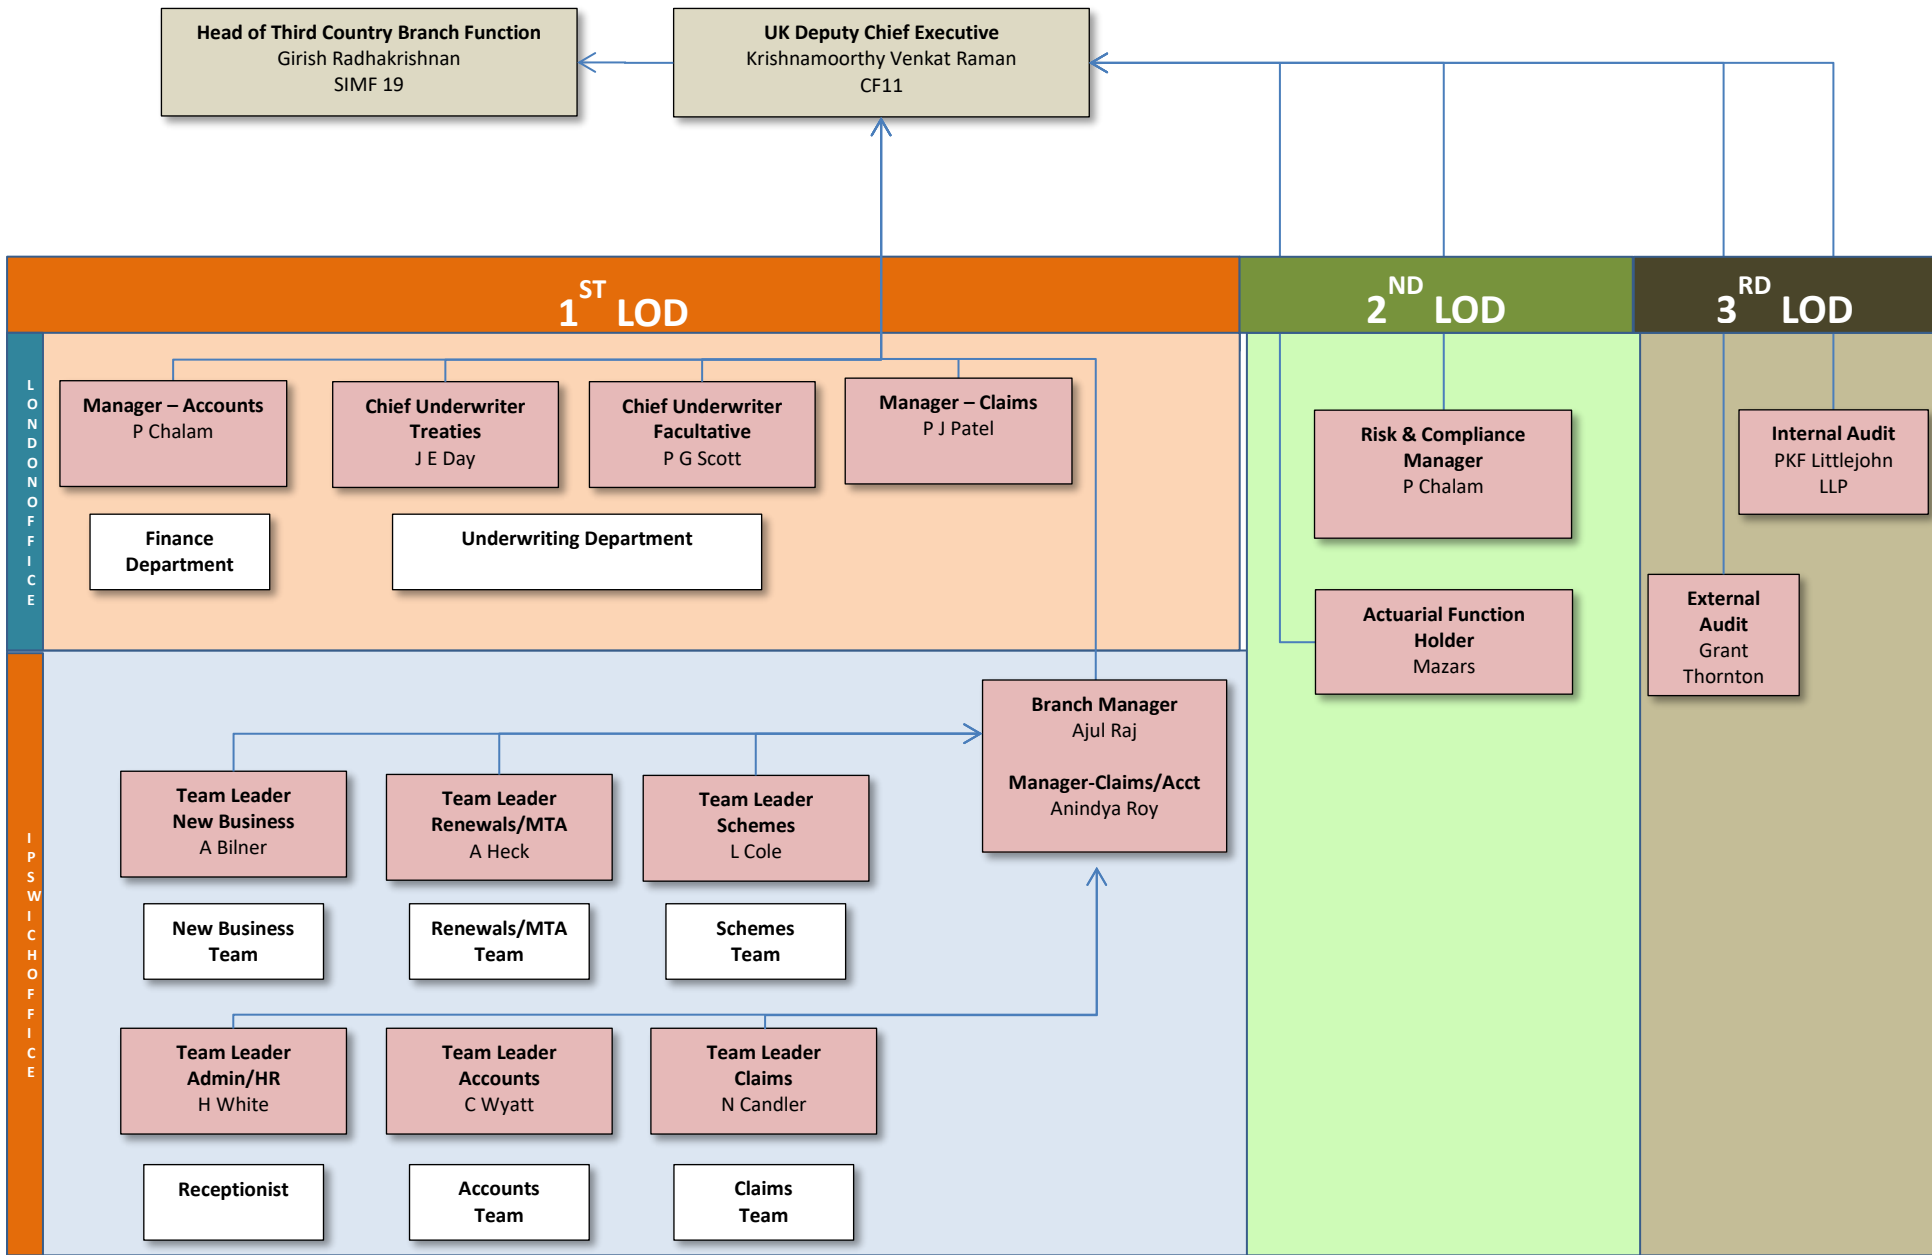 Head of Third Country Branch Function
Girish Radhakrishnan
SIMF 19
UK Deputy Chief Executive
Krishnamoorthy Venkat Raman
CF11
1ST LOD
2ND LOD
3RD LOD
LONDONOFFICE
Manager – Accounts
P Chalam
Chief Underwriter
Treaties
J E Day
Chief Underwriter
Facultative
P G Scott
Manager – Claims
P J Patel
Finance
Department
Underwriting Department
Risk & Compliance
Manager
P Chalam
Actuarial Function
Holder
Mazars
Internal Audit
PKF Littlejohn
LLP
External
Audit
Grant
Thornton
IPSWICHOFFICE
Branch Manager
Ajul Raj
Manager-Claims/Acct
Anindya Roy
Team Leader
New Business
A Bilner
Team Leader
Renewals/MTA
A Heck
Team Leader
Schemes
L Cole
New Business
Team
Renewals/MTA
Team
Schemes
Team
Team Leader
Admin/HR
H White
Team Leader
Accounts
C Wyatt
Team Leader
Claims
N Candler
Receptionist
Accounts
Team
Claims
Team